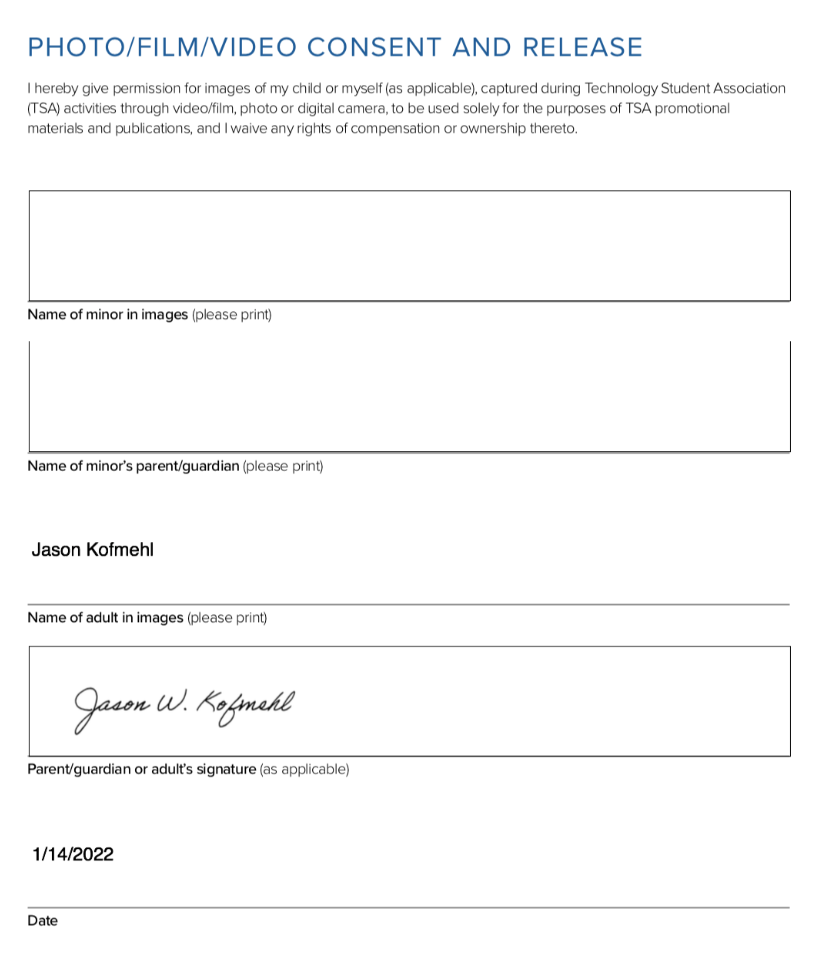 PHOTO/FILM/VIDEO CONSENT AND RELEASE
I hereby give permission for images of my child or myself (as applicable), captured during Technology Student Association
(TSA) activities through video/film, photo or digital camera, to be used solely for the purposes of TSA promotional
materials and publications, and I waive any rights of compensation or ownership thereto.
Name of minor in images (please print)
Name of minor's parent/guardian (please print)
Jason Kofmehl
Name of adult in images (please print)
Jason W. Kofmehl
Parent/guardian or adult's signature (as applicable)
1/14/2022
Date